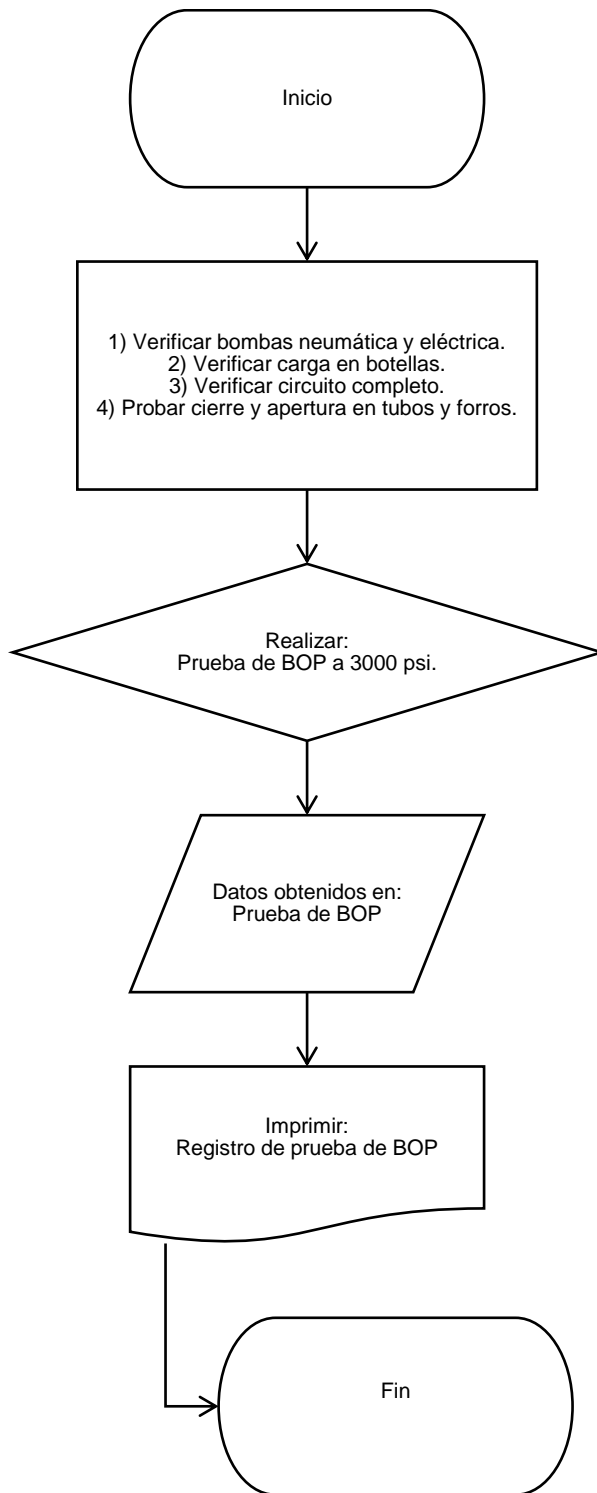 Inicio
1) Verificar bombas neumática y eléctrica.
2) Verificar carga en botellas.
3) Verificar circuito completo.
4) Probar cierre y apertura en tubos y forros.
Realizar:
Prueba de BOP a 3000 psi.
Datos obtenidos en:
Prueba de BOP
Imprimir:
Registro de prueba de BOP
Fin